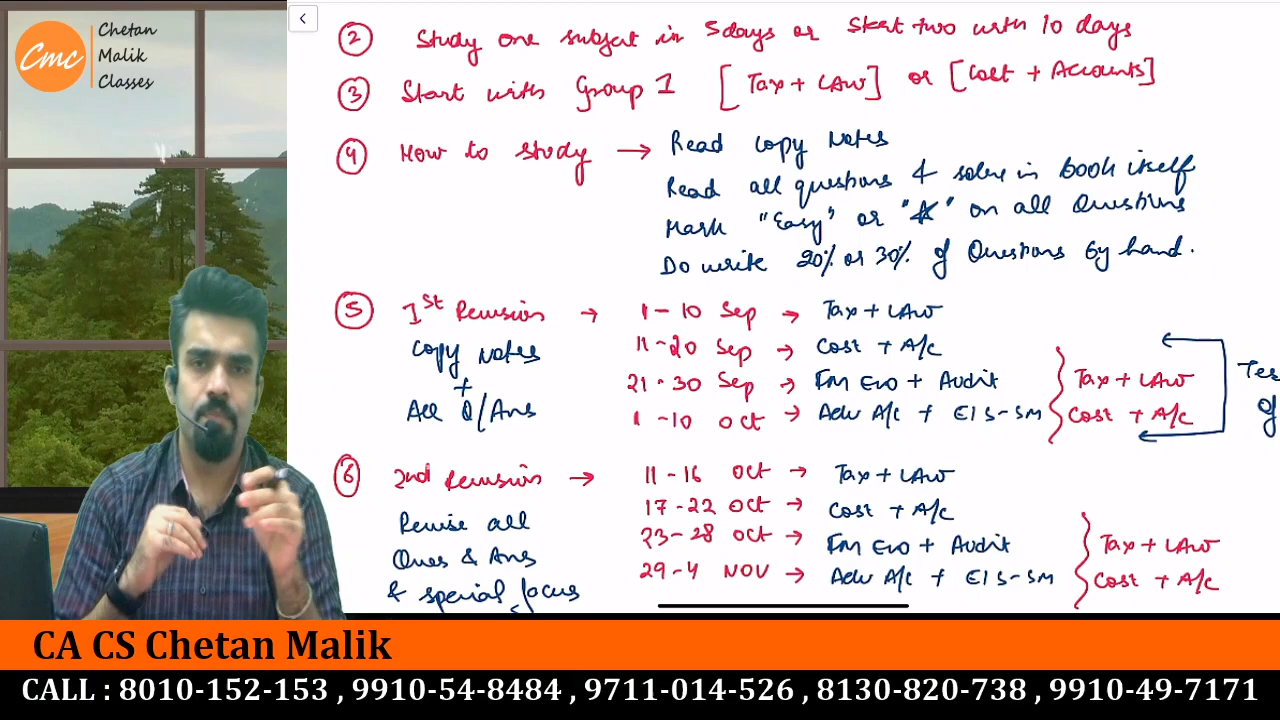 Cmc
Chetan
Malik
Classes
② Study one subject in 5days or Start two with 10 days
③ Start with Group 1 [Tax + LAw] or [Cost + Accounts]
④ How to study → Read copy Notes
Read all questions & solve in book itself
Mark "Easy" or "☆" on all Questions
Do write 20% or 30% of Questions by hand.
⑤ 1st Revision → 1 - 10 Sep → Tax + LAw
Copy Notes
+
All Q/Ans
11-20 Sep → Cost + A/c
21-30 Sep → FM Eco + Audit
1 - 10 Oct → Adv A/c + EIS-SM
Tax + LAw
Cost + A/c
of
⑥ 2nd Revision → 11 - 16 Oct → Tax + LAw
Revise all
Ques & Ans
& special focus
17-22 Oct → Cost + A/c
23-28 Oct → FM Eco + Audit
29-4 NOV → Adv A/c + EIS-SM
Tax + LAw
Cost + A/c
CA CS Chetan Malik
CALL : 8010-152-153 , 9910-54-8484 , 9711-014-526 , 8130-820-738 , 9910-49-7171